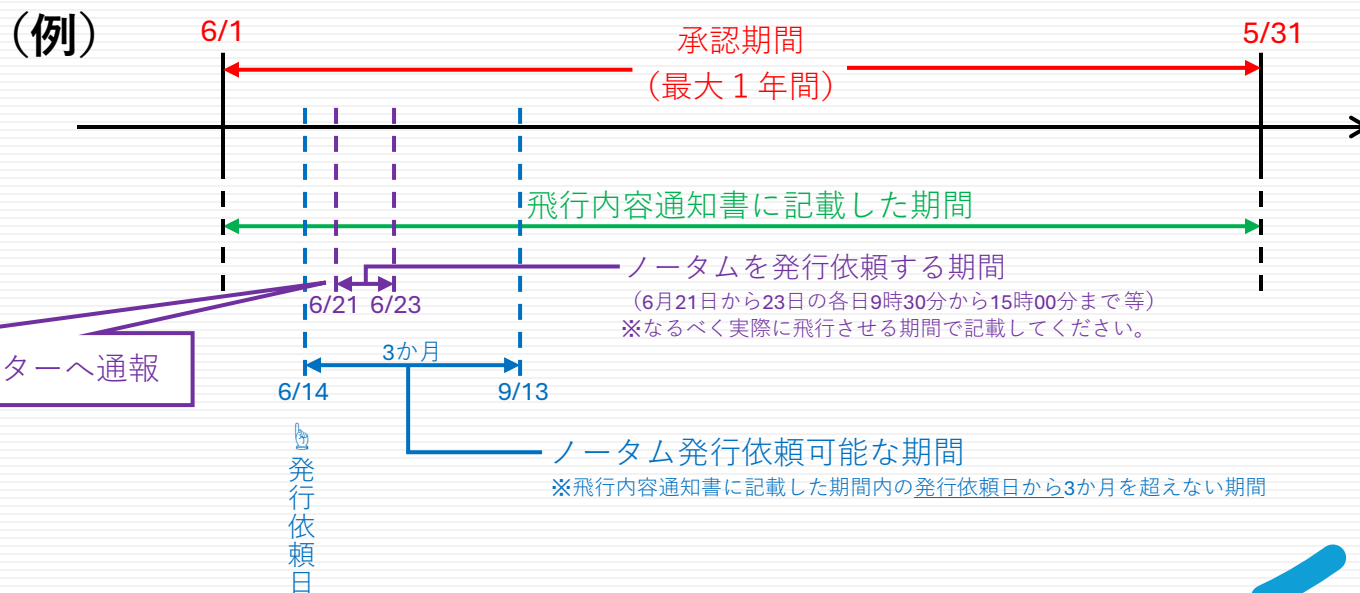 （例）
6/1
承認期間
（最大１年間）
5/31
飛行内容通知書に記載した期間
ノータムを発行依頼する期間
（6月21日から23日の各日9時30分から15時00分まで 等）
※なるべく実際に飛行させる期間で記載してください。
6/21 6/23
ターへ通報
3か月
6/14
9/13
ノータム発行依頼可能な期間
※飛行内容通知書に記載した期間内の発行依頼日から3か月を超えない期間
☝発行依頼日